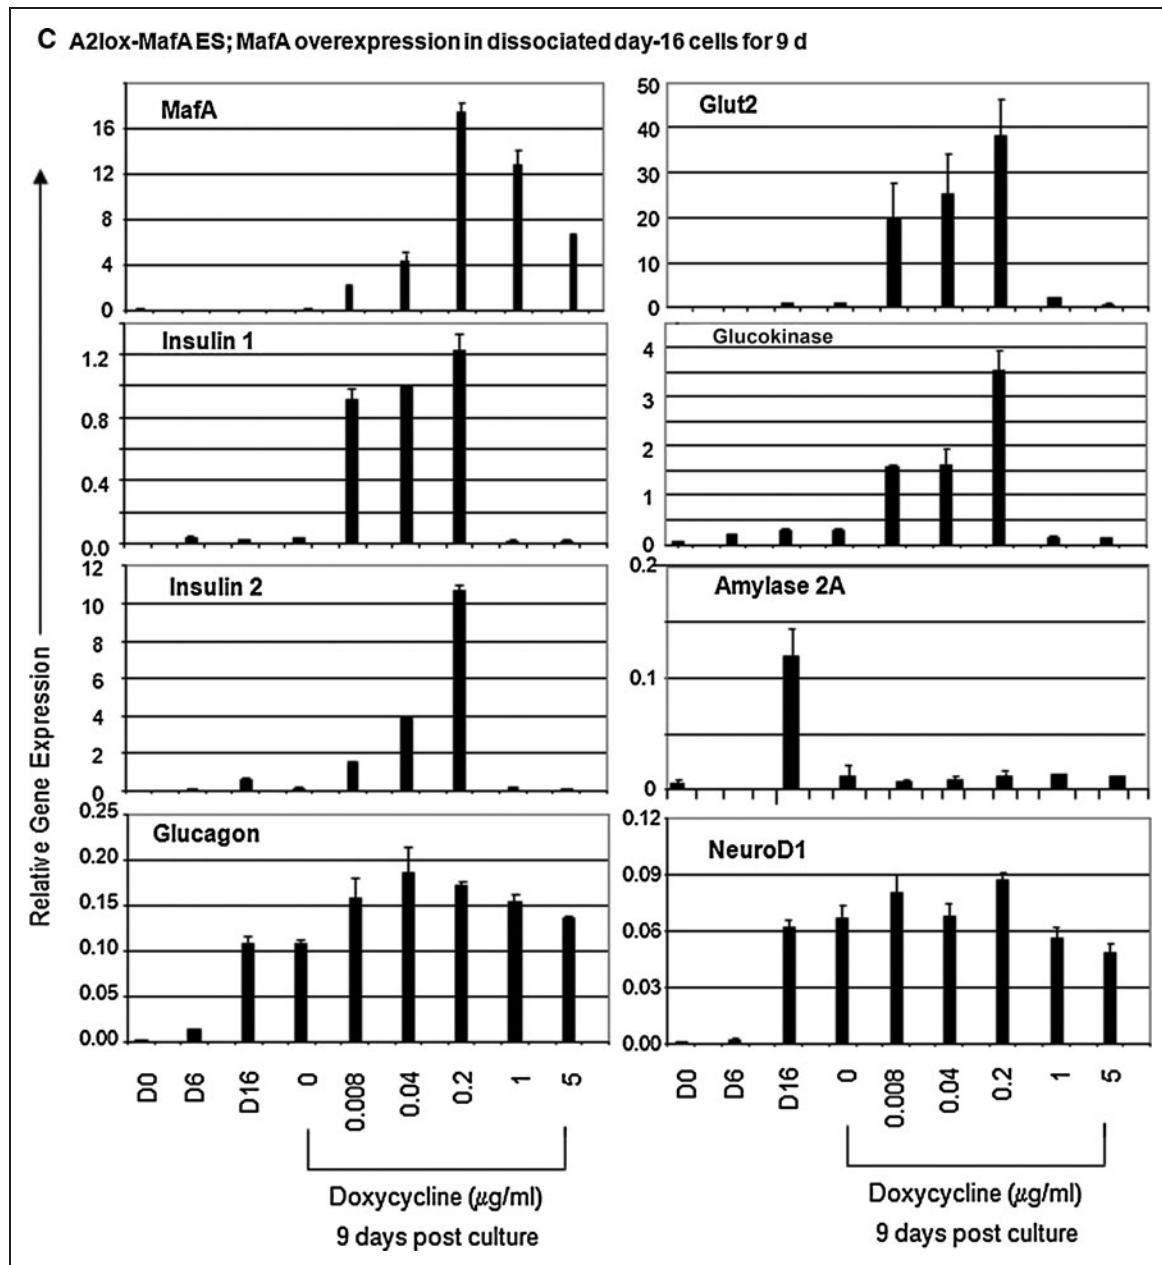 C A2lox-MafA ES; MafA overexpression in dissociated day-16 cells for 9 d
Relative Gene Expression
MafA
16
12
8
4
0
Insulin 1
1.2
0.8
0.4
0.0
Insulin 2
12
10
8
6
4
2
0
Glucagon
0.25
0.20
0.15
0.10
0.05
0.00
D0 D6 D16 0 0.008 0.04 0.2 1 5
Doxycycline (μg/ml)
9 days post culture
Glut2
50
40
30
20
10
0
Glucokinase
4
3
2
1
0
Amylase 2A
0.2
0.1
0
NeuroD1
0.12
0.09
0.06
0.03
0.00
D0 D6 D16 0 0.008 0.04 0.2 1 5
Doxycycline (μg/ml)
9 days post culture